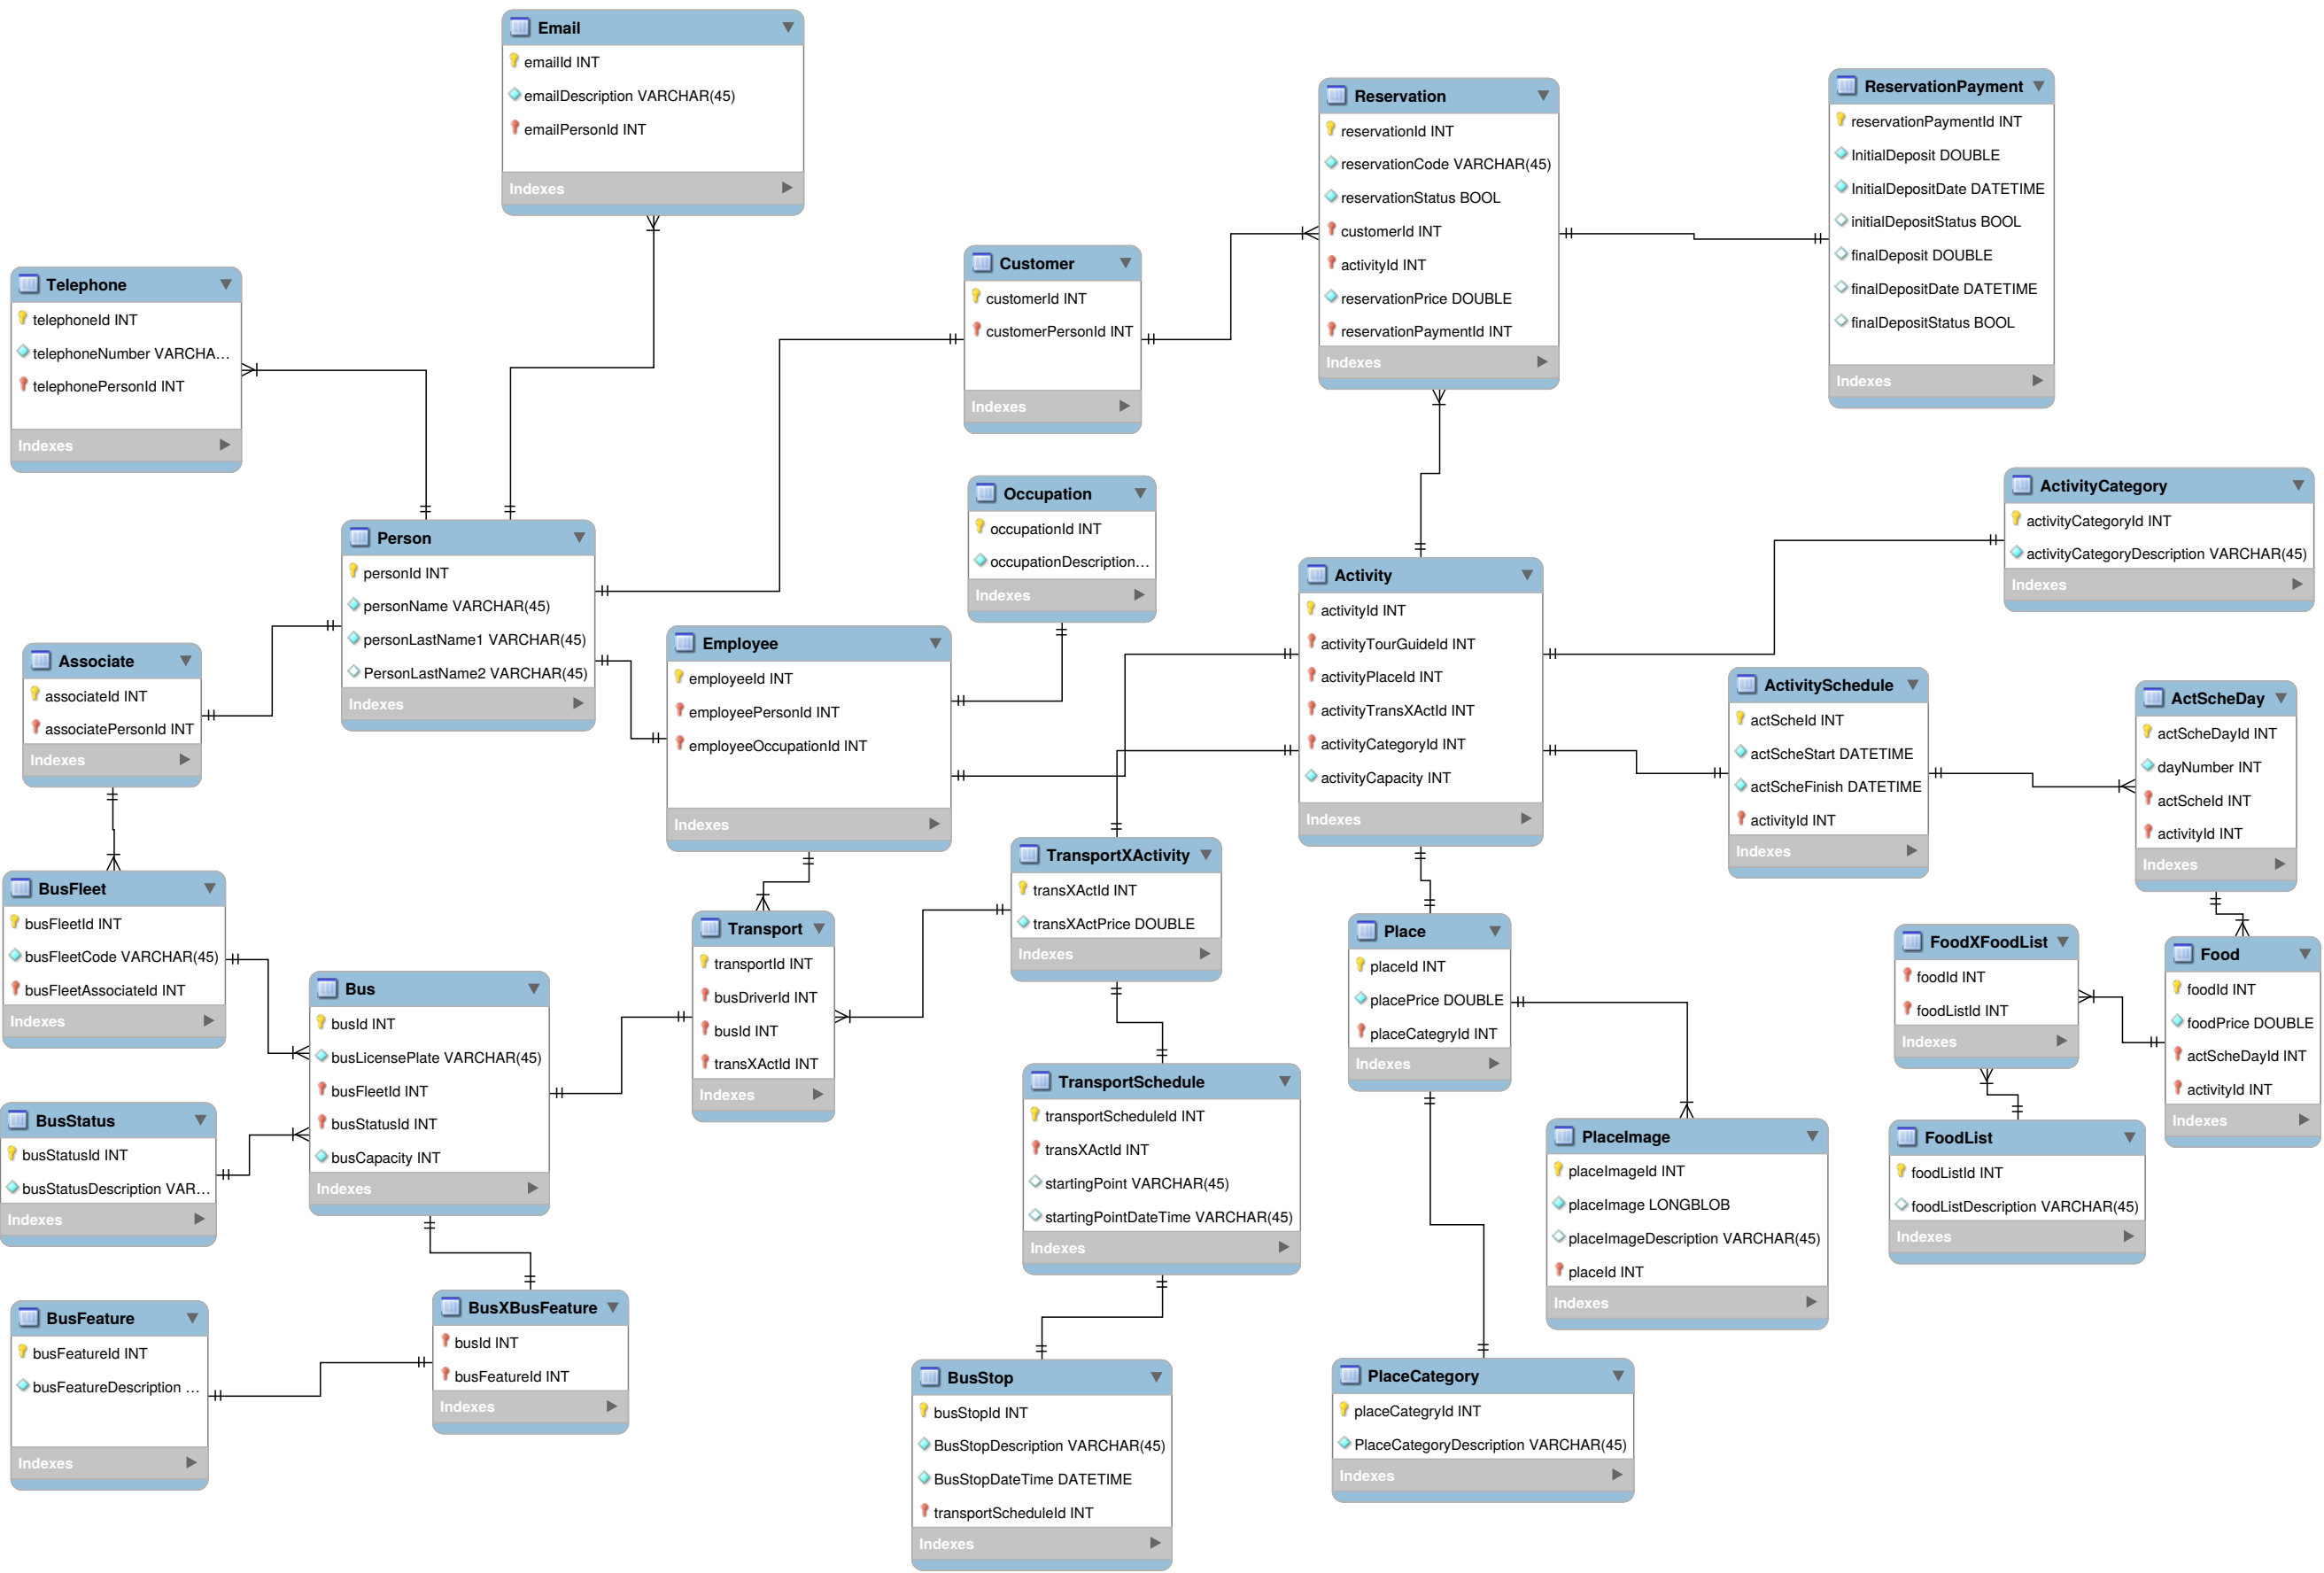 Email
emailId INT
emailDescription VARCHAR(45)
emailPersonId INT
Indexes
Reservation
reservationId INT
reservationCode VARCHAR(45)
reservationStatus BOOL
customerId INT
activityId INT
reservationPrice DOUBLE
reservationPaymentId INT
Indexes
ReservationPayment
reservationPaymentId INT
InitialDeposit DOUBLE
InitialDepositDate DATETIME
initialDepositStatus BOOL
finalDeposit DOUBLE
finalDepositDate DATETIME
finalDepositStatus BOOL
Indexes
Telephone
telephoneId INT
telephoneNumber VARCHA...
telephonePersonId INT
Indexes
Customer
customerId INT
customerPersonId INT
Indexes
Occupation
occupationId INT
occupationDescription...
Indexes
ActivityCategory
activityCategoryId INT
activityCategoryDescription VARCHAR(45)
Indexes
Person
personId INT
personName VARCHAR(45)
personLastName1 VARCHAR(45)
PersonLastName2 VARCHAR(45)
Indexes
Activity
activityId INT
activityTourGuideId INT
activityPlaceId INT
activityTransXActId INT
activityCategoryId INT
activityCapacity INT
Indexes
Associate
associateId INT
associatePersonId INT
Indexes
Employee
employeeId INT
employeePersonId INT
employeeOccupationId INT
Indexes
ActivitySchedule
actScheId INT
actScheStart DATETIME
actScheFinish DATETIME
activityId INT
Indexes
ActScheDay
actScheDayId INT
dayNumber INT
actScheId INT
activityId INT
Indexes
BusFleet
busFleetId INT
busFleetCode VARCHAR(45)
busFleetAssociateId INT
Indexes
TransportXActivity
transXActId INT
transXActPrice DOUBLE
Indexes
Transport
transportId INT
busDriverId INT
busId INT
transXActId INT
Indexes
Place
placeId INT
placePrice DOUBLE
placeCategryId INT
Indexes
FoodXFoodList
foodId INT
foodListId INT
Indexes
Food
foodId INT
foodPrice DOUBLE
actScheDayId INT
activityId INT
Indexes
Bus
busId INT
busLicensePlate VARCHAR(45)
busFleetId INT
busStatusId INT
busCapacity INT
Indexes
BusStatus
busStatusId INT
busStatusDescription VAR...
Indexes
TransportSchedule
transportScheduleId INT
transXActId INT
startingPoint VARCHAR(45)
startingPointDateTime VARCHAR(45)
Indexes
PlaceImage
placeImageId INT
placeImage LONGBLOB
placeImageDescription VARCHAR(45)
placeId INT
Indexes
FoodList
foodListId INT
foodListDescription VARCHAR(45)
Indexes
BusFeature
busFeatureId INT
busFeatureDescription ...
Indexes
BusXBusFeature
busId INT
busFeatureId INT
Indexes
BusStop
busStopId INT
BusStopDescription VARCHAR(45)
BusStopDateTime DATETIME
transportScheduleId INT
Indexes
PlaceCategory
placeCategryId INT
PlaceCategoryDescription VARCHAR(45)
Indexes